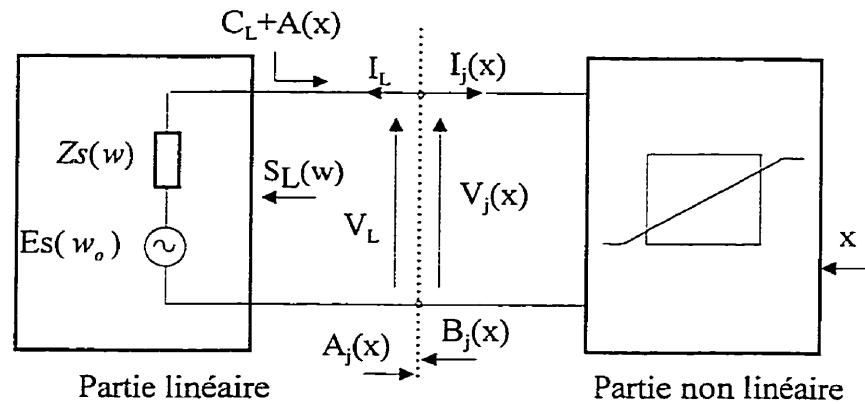 C_L+A(x)
I_L I_j(x)
Zs(w)
S_L(w)
V_L V_j(x)
Es(w_o)
x
A_j(x) B_j(x)
Partie linéaire Partie non linéaire